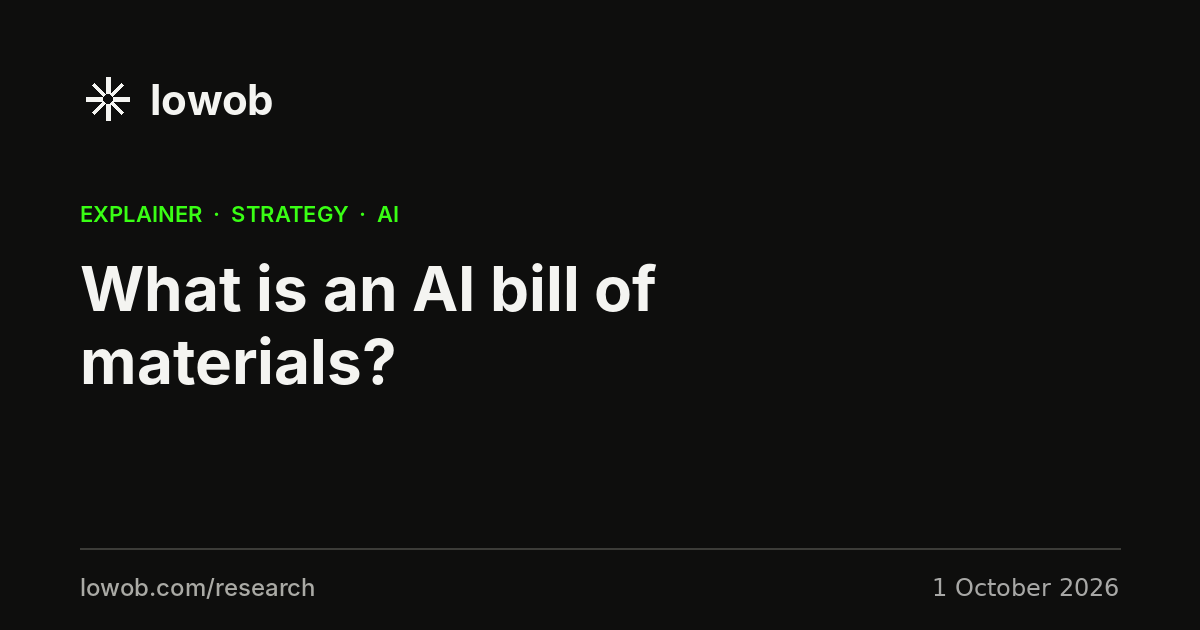 lowob
EXPLAINER · STRATEGY · AI
What is an AI bill of
materials?
lowob.com/research
1 October 2026